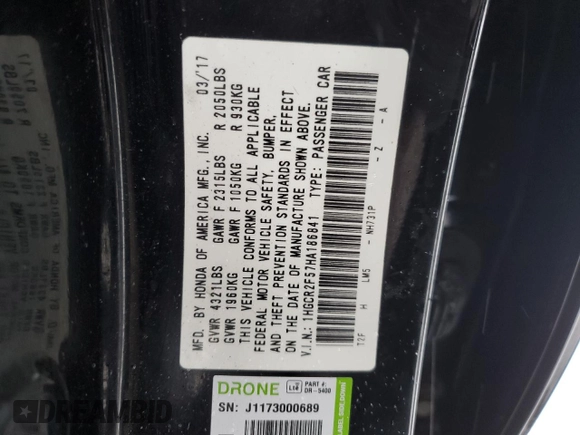 MFD. BY HONDA OF AMERICA MFG., INC. 03/17
GVWR 4321LBS GAWR F 2315LBS R 2050LBS
GVWR 1960KG GAWR F 1050KG R 930KG
THIS VEHICLE CONFORMS TO ALL APPLICABLE
FEDERAL MOTOR VEHICLE SAFETY, BUMPER,
AND THEFT PREVENTION STANDARDS IN EFFECT
ON THE DATE OF MANUFACTURE SHOWN ABOVE.
V.I.N.: 1HGCR2F57HA186841 TYPE: PASSENGER CAR
T2F H LM5 - NH731P - Z - A
DRONE
PART #:
DR-5400
LABEL SIDE DOWN
SN: J1173000689
DREAMBID